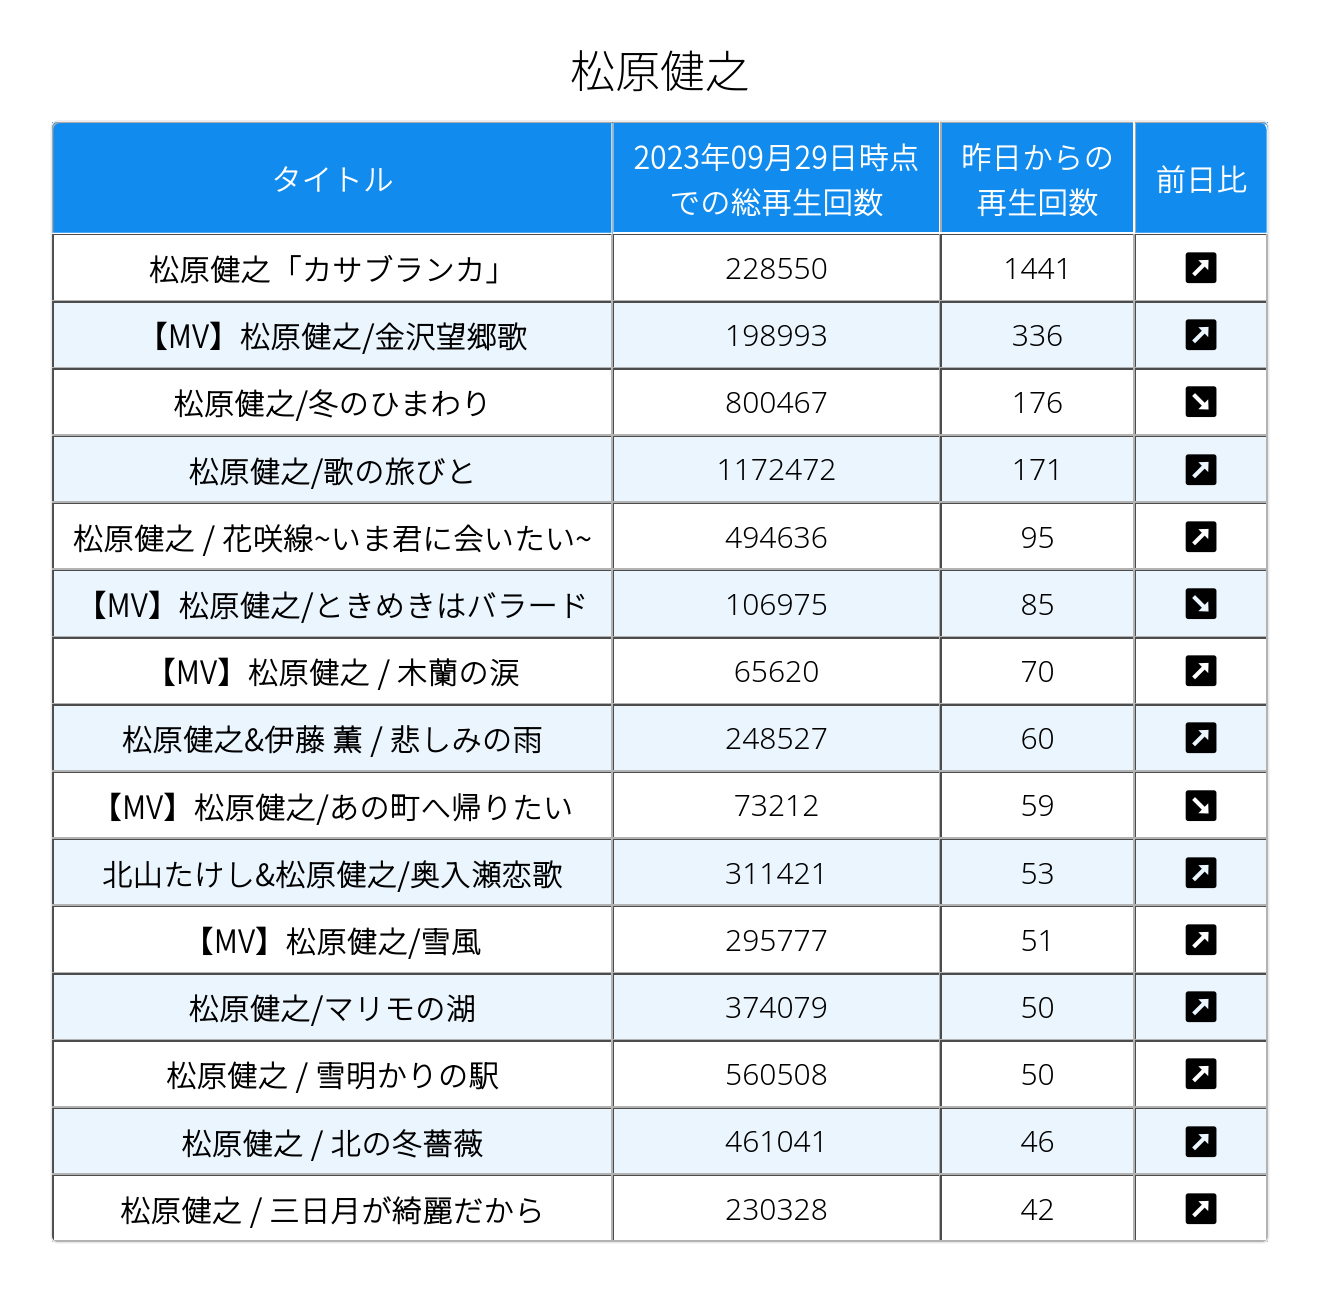 松原健之
タイトル
2023年09月29日時点
での総再生回数
昨日からの
再生回数
前日比
松原健之「カサブランカ」 228550 1441
【MV】松原健之/金沢望郷歌 198993 336
松原健之/冬のひまわり 800467 176
松原健之/歌の旅びと 1172472 171
松原健之 / 花咲線~いま君に会いたい~ 494636 95
【MV】松原健之/ときめきはバラード 106975 85
【MV】松原健之 / 木蘭の涙 65620 70
松原健之&伊藤 薫 / 悲しみの雨 248527 60
【MV】松原健之/あの町へ帰りたい 73212 59
北山たけし&松原健之/奥入瀬恋歌 311421 53
【MV】松原健之/雪風 295777 51
松原健之/マリモの湖 374079 50
松原健之 / 雪明かりの駅 560508 50
松原健之 / 北の冬薔薇 461041 46
松原健之 / 三日月が綺麗だから 230328 42